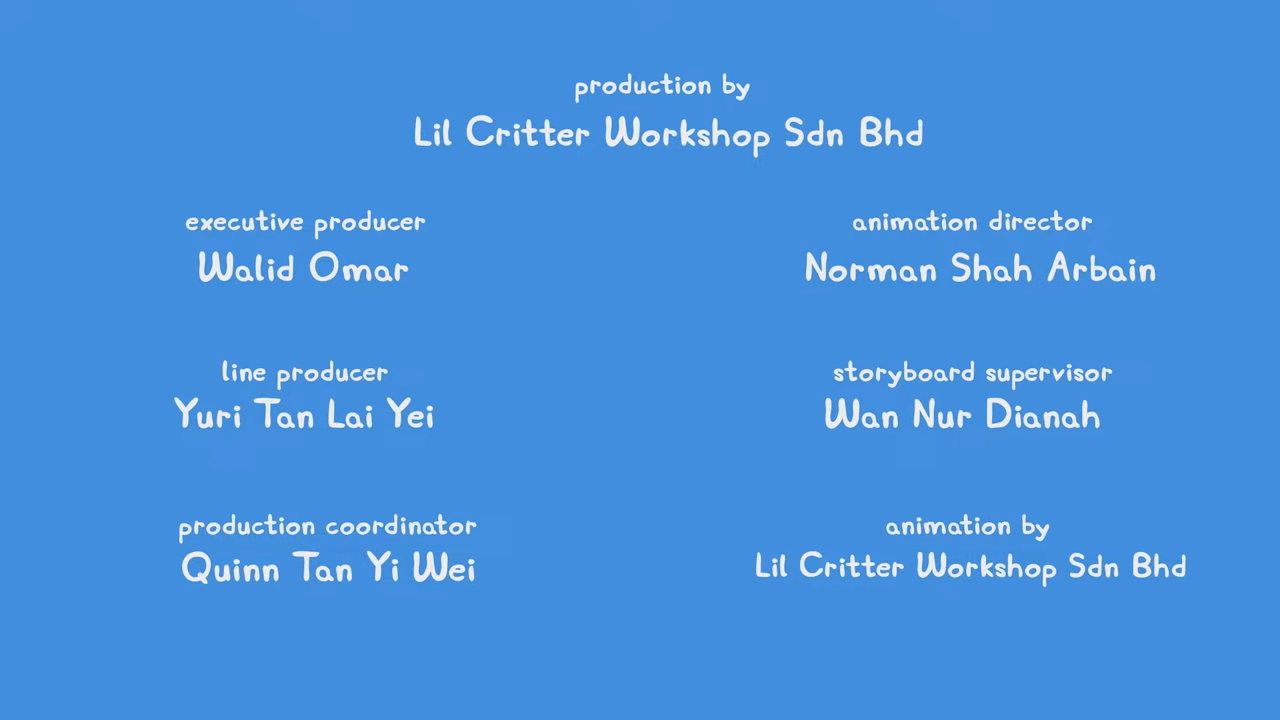 production by
Lil Critter Workshop Sdn Bhd
executive producer
Walid Omar
animation director
Norman Shah Arbain
line producer
Yuri Tan Lai Yei
storyboard supervisor
Wan Nur Dianah
production coordinator
Quinn Tan Yi Wei
animation by
Lil Critter Workshop Sdn Bhd